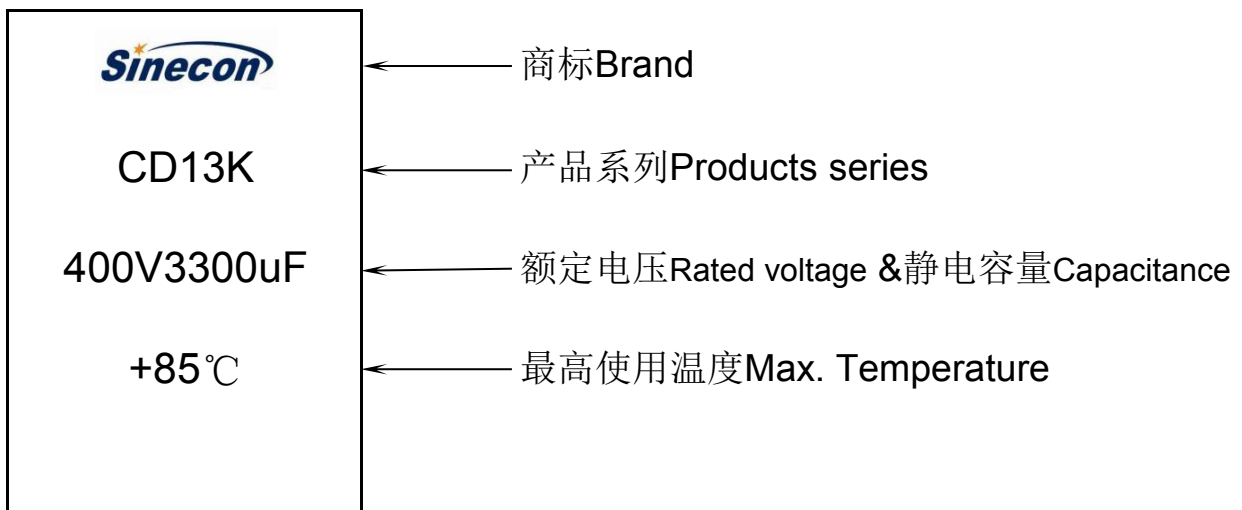 Sinecon 商标Brand
CD13K 产品系列Products series
400V3300uF 额定电压Rated voltage &静电容量Capacitance
+85℃ 最高使用温度Max. Temperature